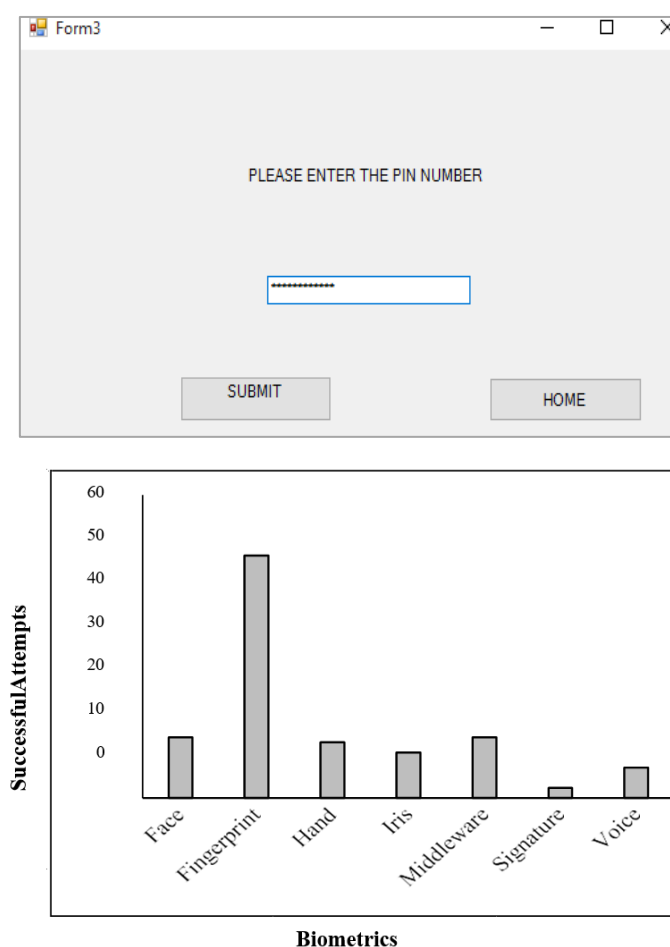 Form3
PLEASE ENTER THE PIN NUMBER
************
SUBMIT
HOME
60
50
40
30
20
10
0
SuccessfulAttempts
Face
Fingerprint
Hand
Iris
Middleware
Signature
Voice
Biometrics